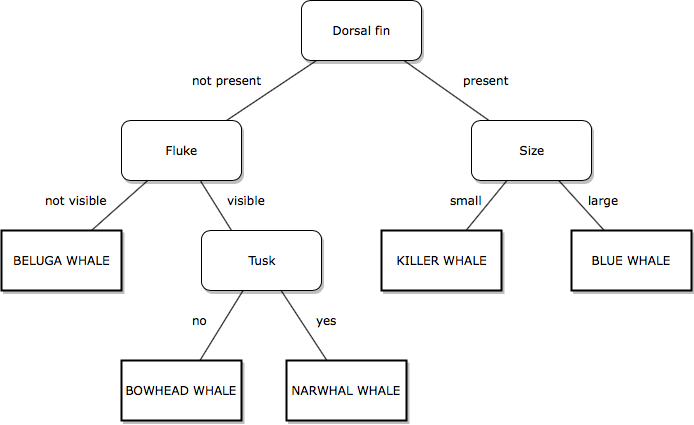 Dorsal fin
not present
present
Fluke
Size
not visible
visible
small
large
BELUGA WHALE
Tusk
KILLER WHALE
BLUE WHALE
no
yes
BOWHEAD WHALE
NARWHAL WHALE